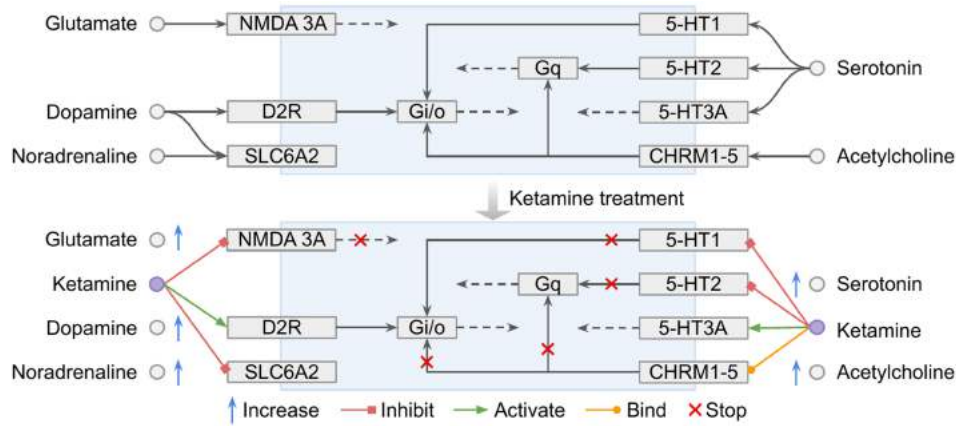 Glutamate NMDA 3A 5-HT1
Gq 5-HT2 Serotonin
Dopamine D2R Gi/o 5-HT3A
Noradrenaline SLC6A2 CHRM1-5 Acetylcholine
Ketamine treatment
Glutamate NMDA 3A 5-HT1
Ketamine Gq 5-HT2 Serotonin
Dopamine D2R Gi/o 5-HT3A Ketamine
Noradrenaline SLC6A2 CHRM1-5 Acetylcholine
Increase Inhibit Activate Bind Stop